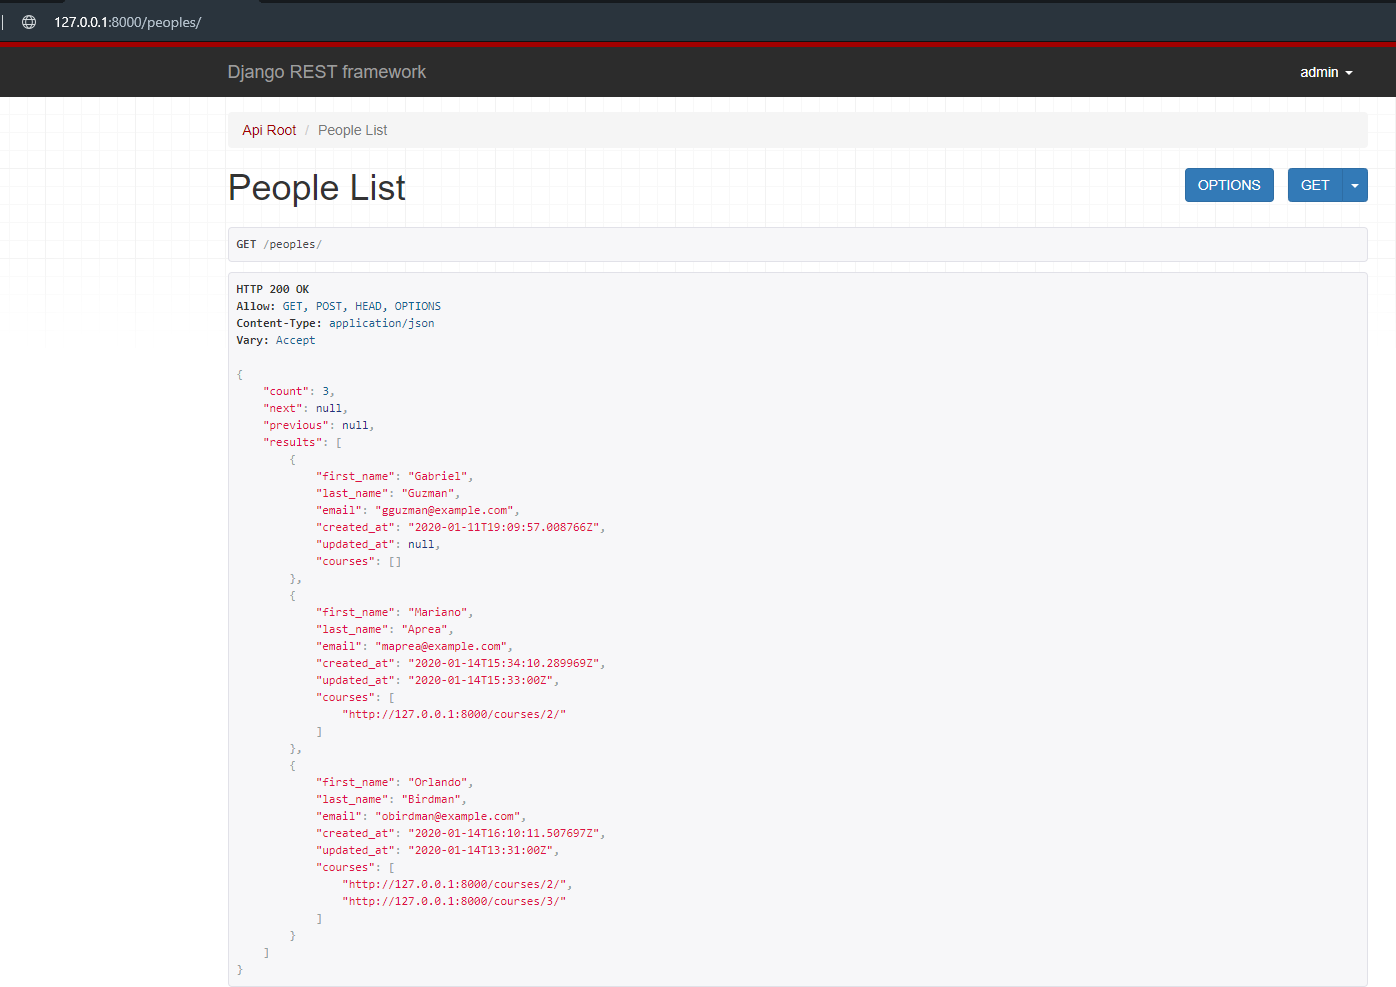 127.0.0.1:8000/peoples/
Django REST framework
admin
Api Root / People List
People List
OPTIONS
GET
GET /peoples/
HTTP 200 OK
Allow: GET, POST, HEAD, OPTIONS
Content-Type: application/json
Vary: Accept
{
    "count": 3,
    "next": null,
    "previous": null,
    "results": [
        {
            "first_name": "Gabriel",
            "last_name": "Guzman",
            "email": "gguzman@example.com",
            "created_at": "2020-01-11T19:09:57.008766Z",
            "updated_at": null,
            "courses": []
        },
        {
            "first_name": "Mariano",
            "last_name": "Aprea",
            "email": "maprea@example.com",
            "created_at": "2020-01-14T15:34:10.289969Z",
            "updated_at": "2020-01-14T15:33:00Z",
            "courses": [
                "http://127.0.0.1:8000/courses/2/"
            ]
        },
        {
            "first_name": "Orlando",
            "last_name": "Birdman",
            "email": "obirdman@example.com",
            "created_at": "2020-01-14T16:10:11.507697Z",
            "updated_at": "2020-01-14T13:31:00Z",
            "courses": [
                "http://127.0.0.1:8000/courses/2/",
                "http://127.0.0.1:8000/courses/3/"
            ]
        }
    ]
}